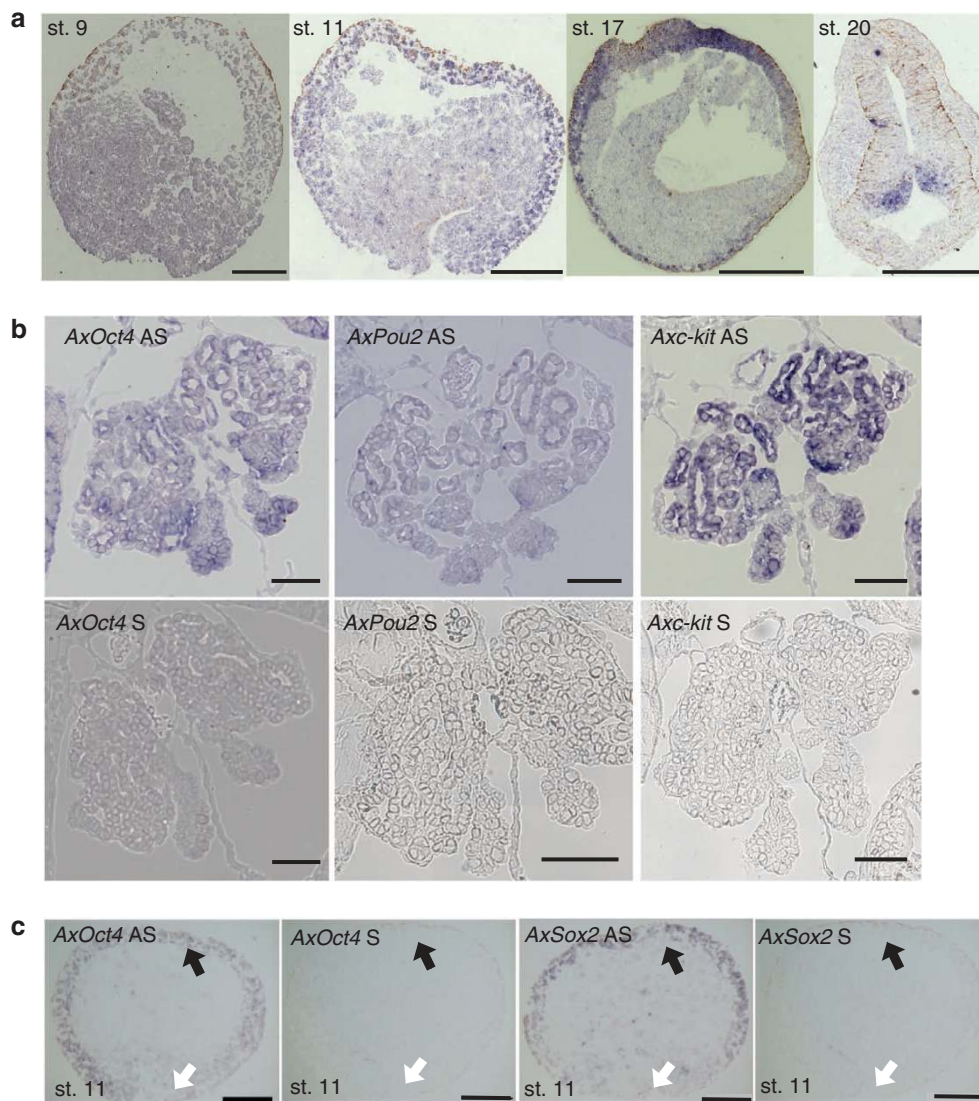 a
st. 9
st. 11
st. 17
st. 20
b
AxOct4 AS
AxPou2 AS
Axc-kit AS
AxOct4 S
AxPou2 S
Axc-kit S
c
AxOct4 AS
AxOct4 S
AxSox2 AS
AxSox2 S
st. 11
st. 11
st. 11
st. 11